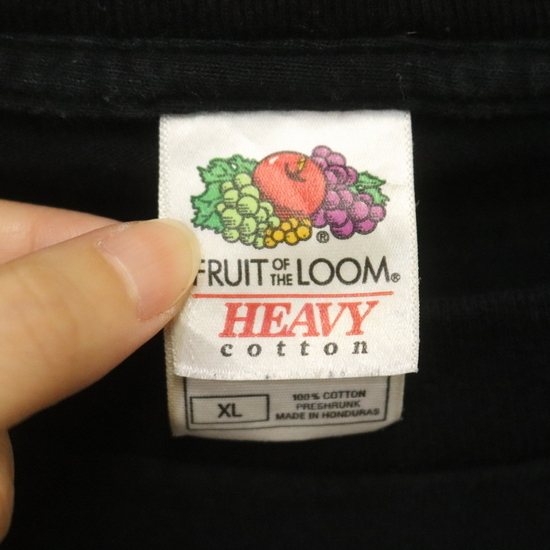 ®
FRUIT OF THE LOOM®
HEAVY
cotton
XL
100% COTTON
PRESHRUNK
MADE IN HONDURAS